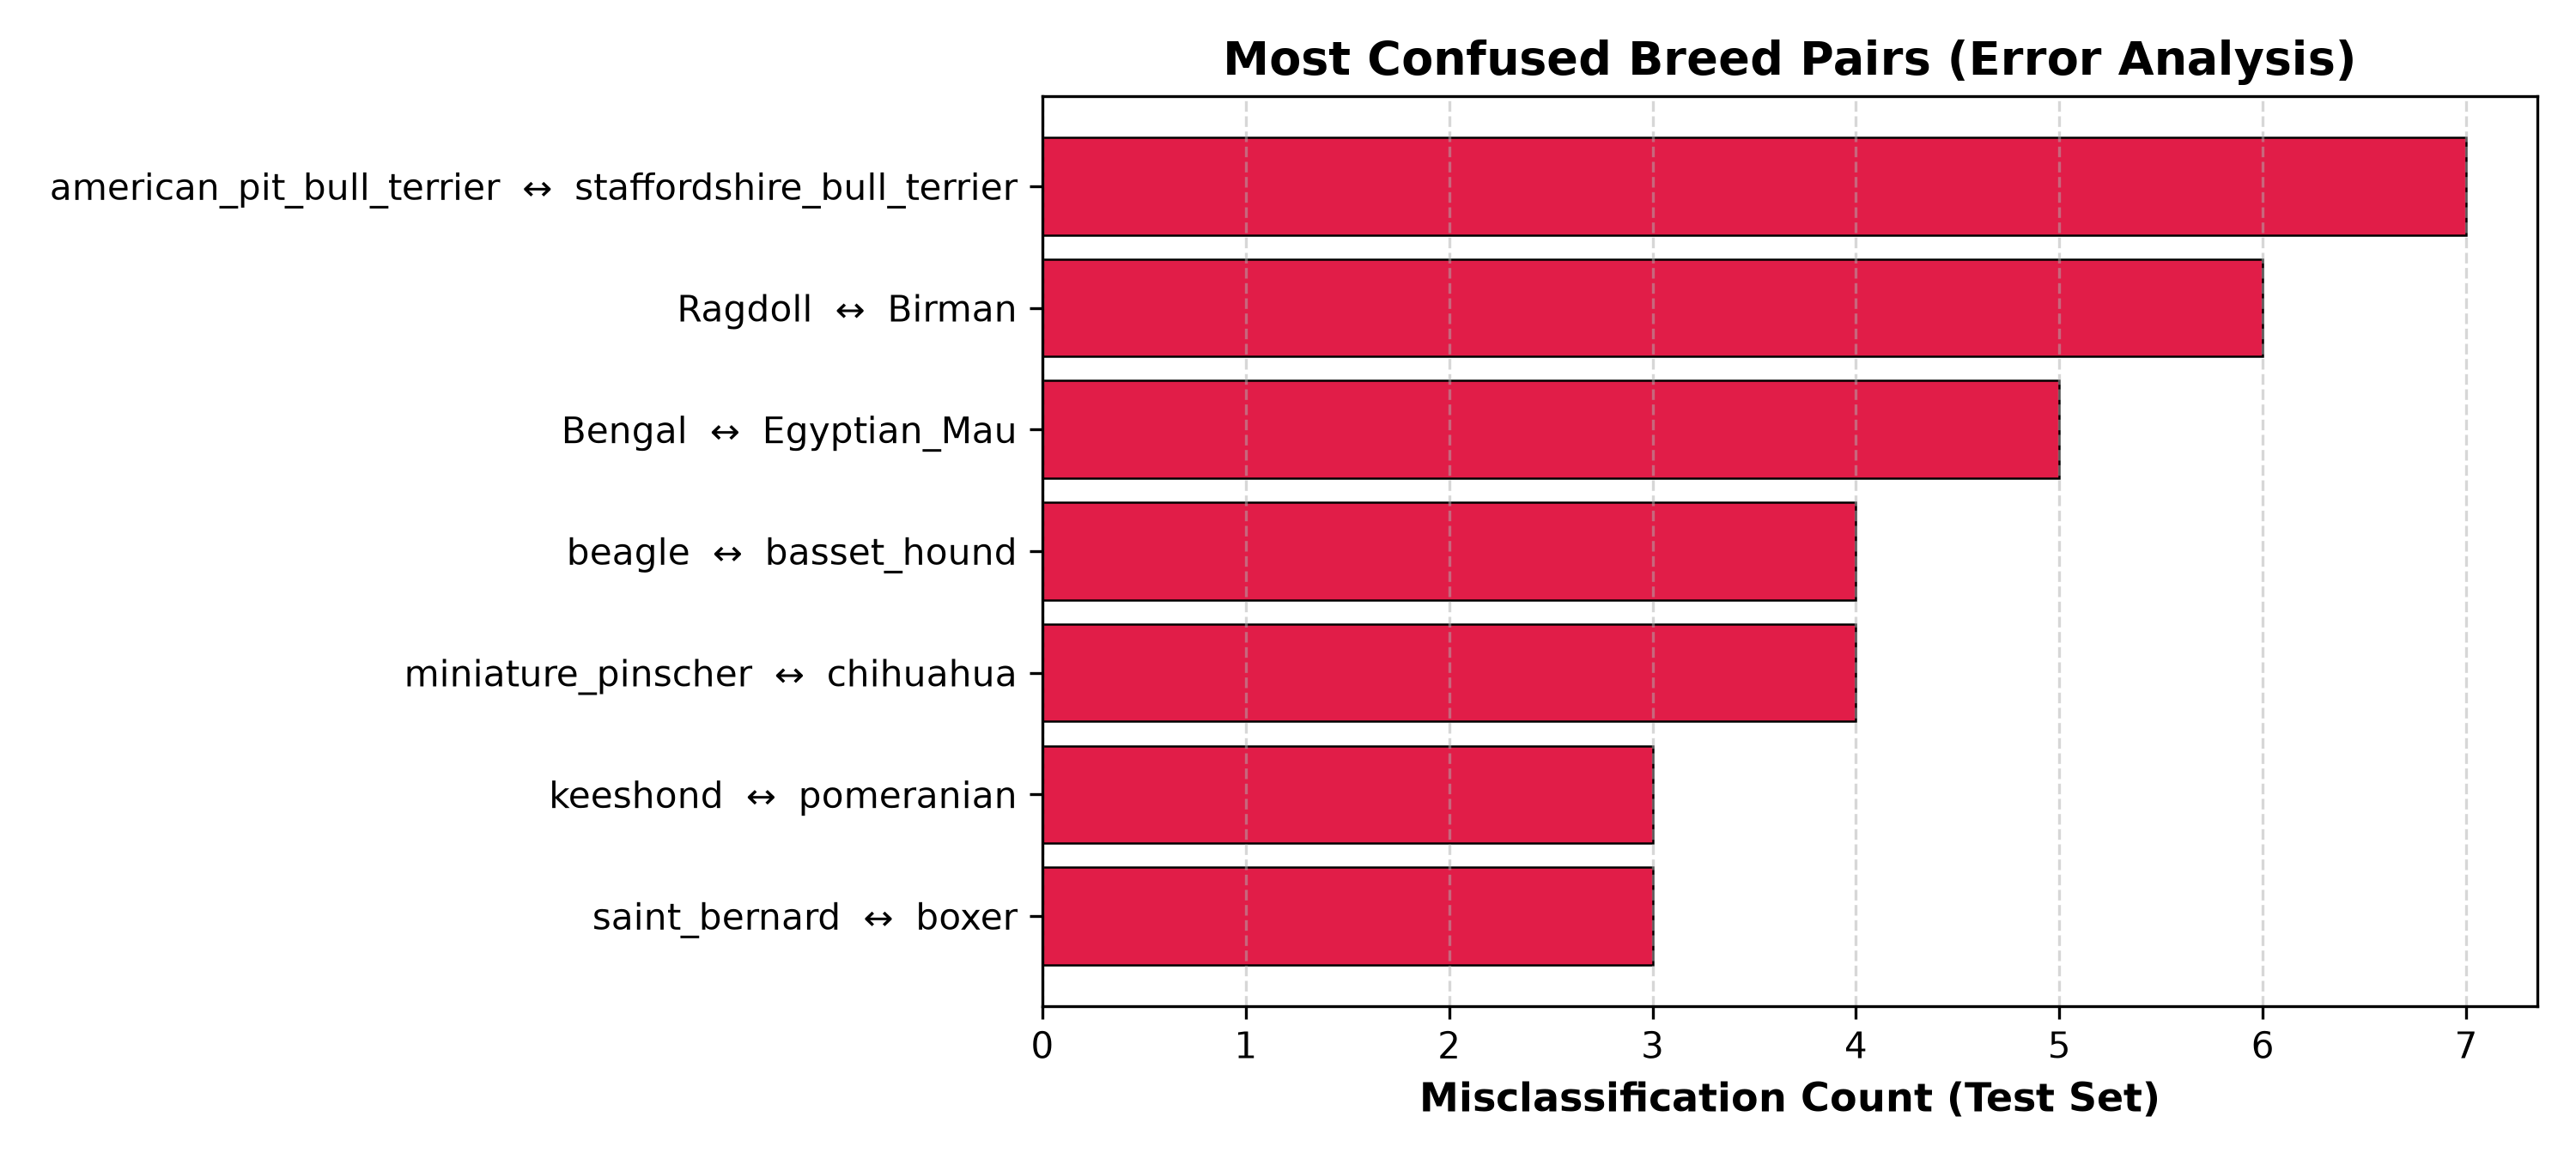 Most Confused Breed Pairs (Error Analysis)
american_pit_bull_terrier ↔ staffordshire_bull_terrier
Ragdoll ↔ Birman
Bengal ↔ Egyptian_Mau
beagle ↔ basset_hound
miniature_pinscher ↔ chihuahua
keeshond ↔ pomeranian
saint_bernard ↔ boxer
0 1 2 3 4 5 6 7
Misclassification Count (Test Set)